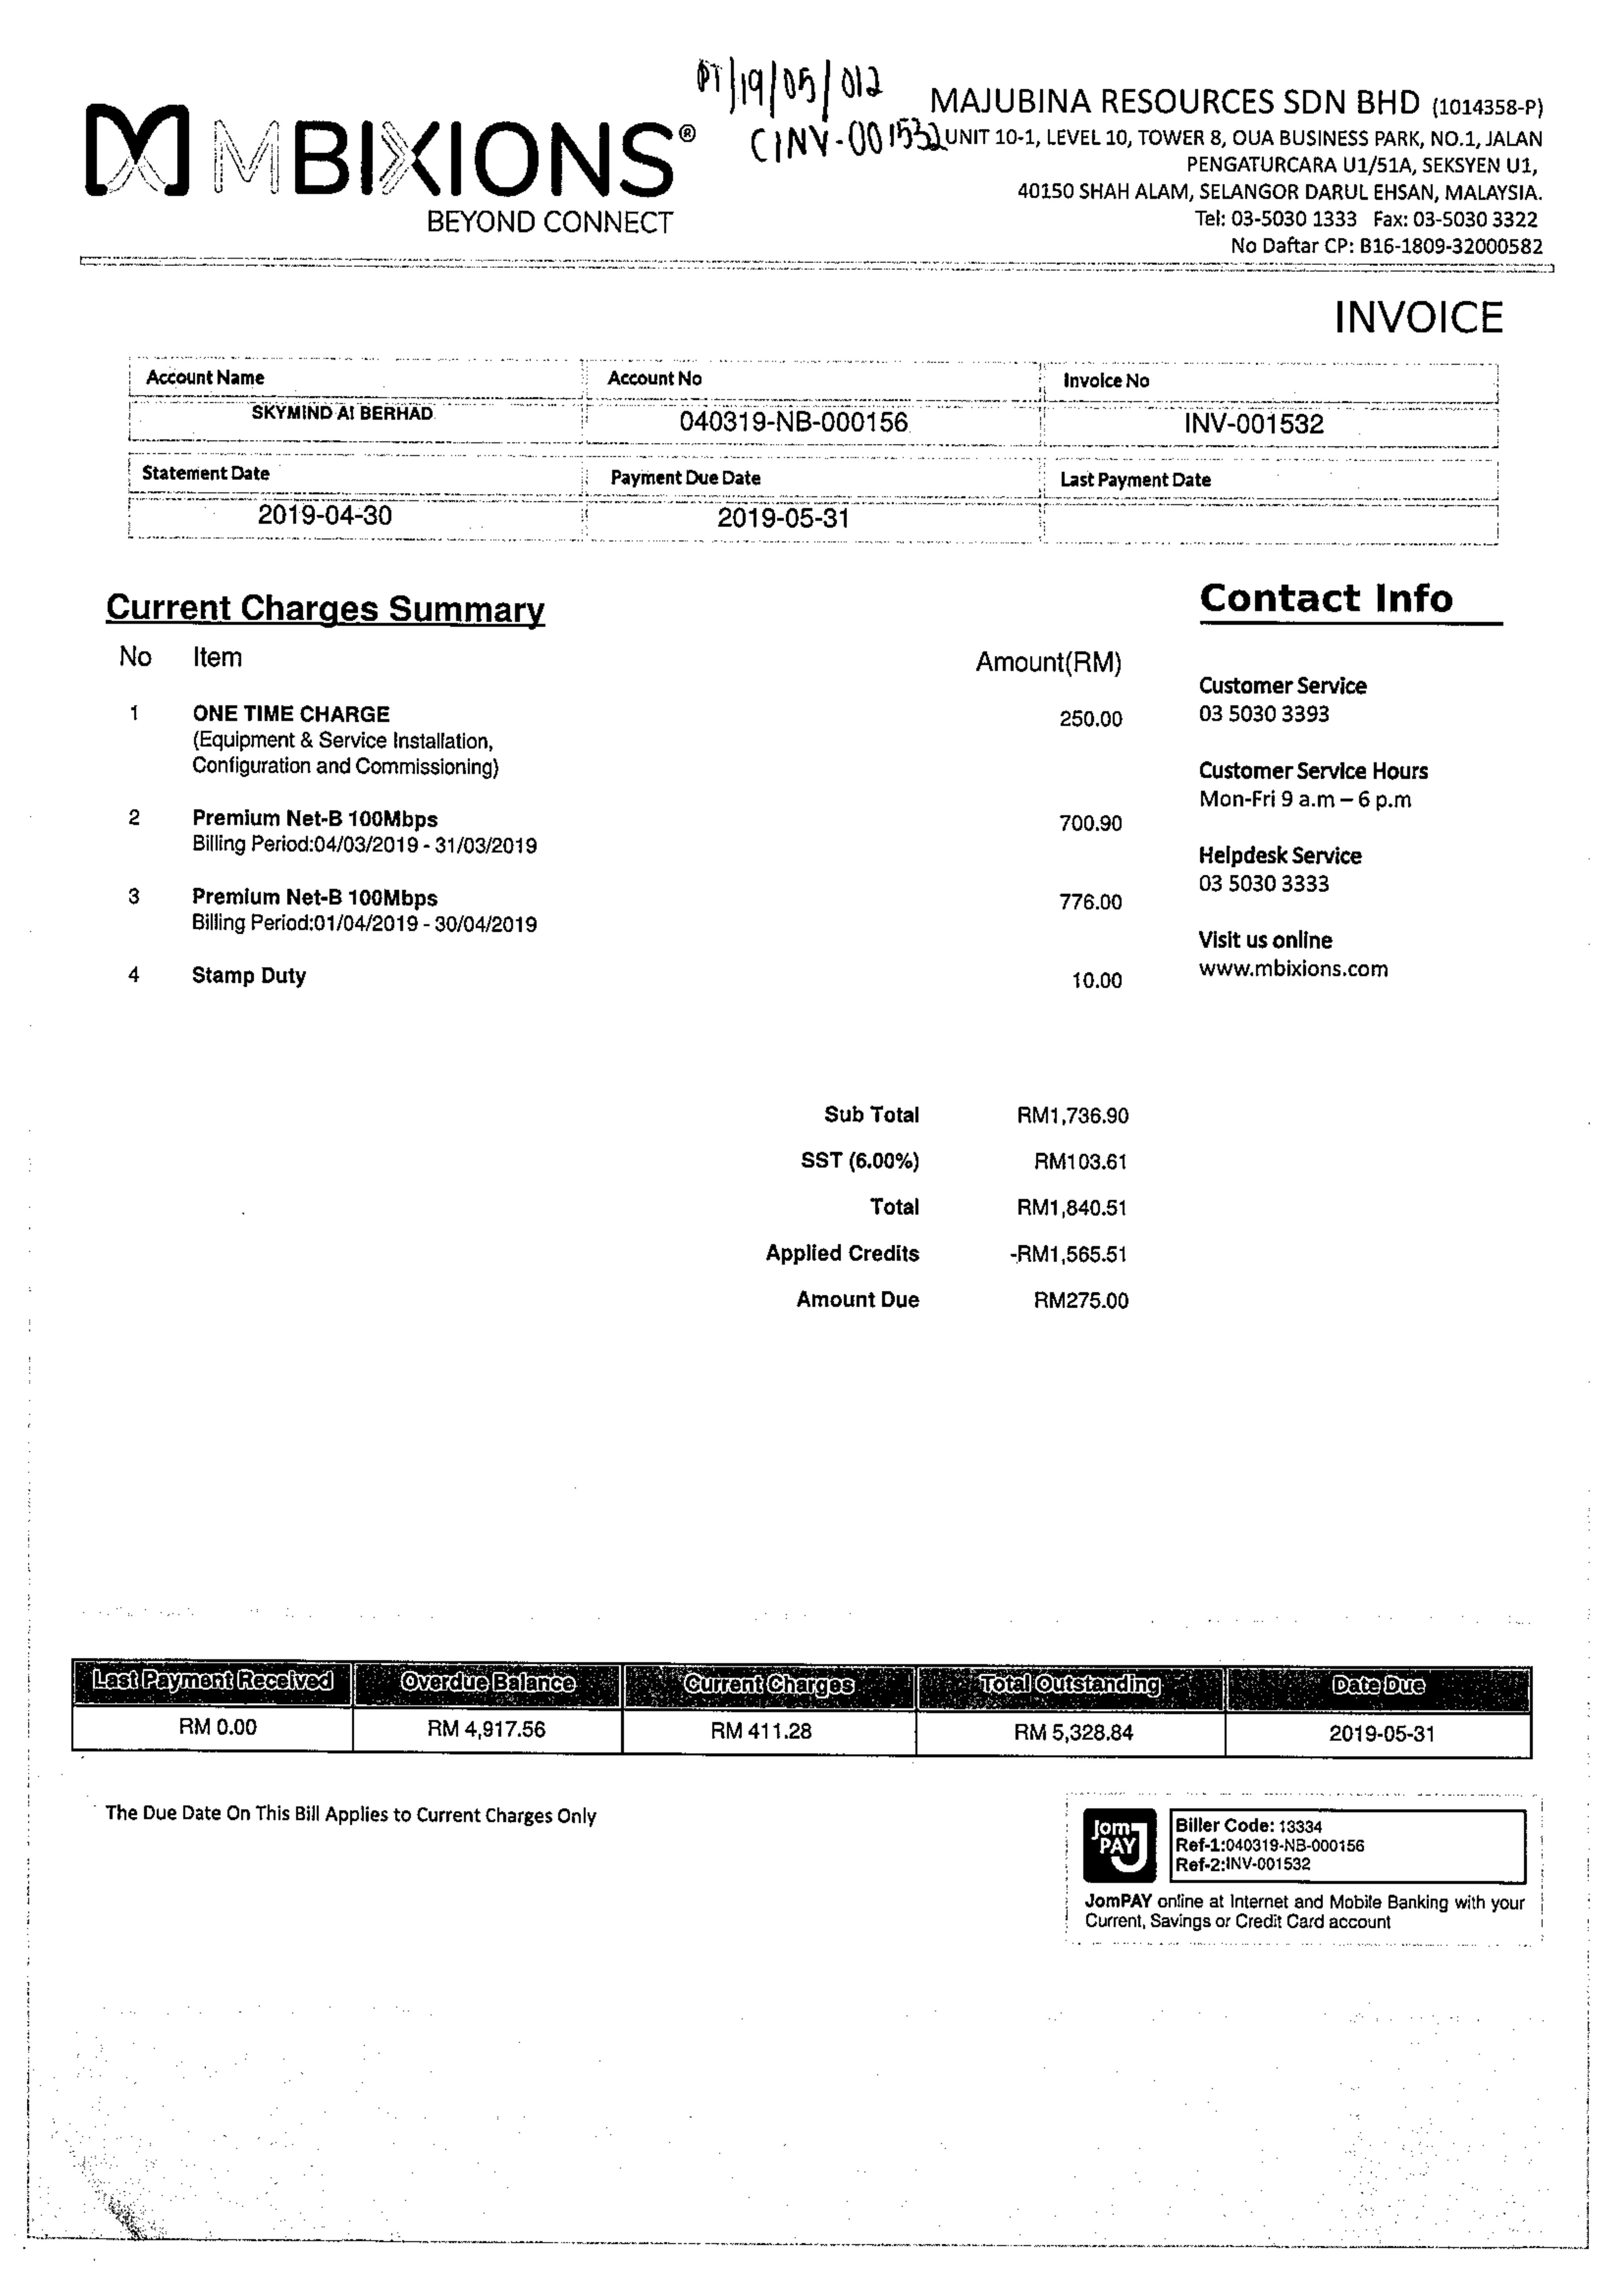 PT/19/05/012
CINV-001532
MBIXIONS®
BEYOND CONNECT
MAJUBINA RESOURCES SDN BHD (1014358-P)
UNIT 10-1, LEVEL 10, TOWER 8, OUA BUSINESS PARK, NO.1, JALAN
PENGATURCARA U1/51A, SEKSYEN U1,
40150 SHAH ALAM, SELANGOR DARUL EHSAN, MALAYSIA.
Tel: 03-5030 1333 Fax: 03-5030 3322
No Daftar CP: B16-1809-32000582
INVOICE
Account Name Account No Invoice No
SKYMIND AI BERHAD 040319-NB-000156 INV-001532
Statement Date Payment Due Date Last Payment Date
2019-04-30 2019-05-31
Current Charges Summary
No Item Amount(RM)
1 ONE TIME CHARGE 250.00
(Equipment & Service Installation,
Configuration and Commissioning)
2 Premium Net-B 100Mbps 700.90
Billing Period:04/03/2019 - 31/03/2019
3 Premium Net-B 100Mbps 776.00
Billing Period:01/04/2019 - 30/04/2019
4 Stamp Duty 10.00
Contact Info
Customer Service
03 5030 3393
Customer Service Hours
Mon-Fri 9 a.m – 6 p.m
Helpdesk Service
03 5030 3333
Visit us online
www.mbixions.com
Sub Total RM1,736.90
SST (6.00%) RM103.61
Total RM1,840.51
Applied Credits -RM1,565.51
Amount Due RM275.00
Last Payment Received Overdue Balance Current Charges Total Outstanding Date Due
RM 0.00 RM 4,917.56 RM 411.28 RM 5,328.84 2019-05-31
The Due Date On This Bill Applies to Current Charges Only
Jom
PAY
Biller Code: 13334
Ref-1:040319-NB-000156
Ref-2:INV-001532
JomPAY online at Internet and Mobile Banking with your
Current, Savings or Credit Card account